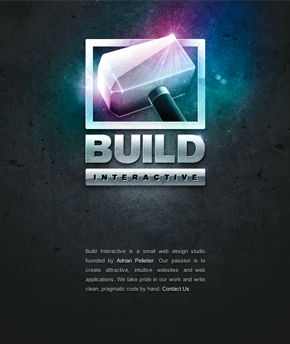 BUILD
INTERACTIVE
Build Interactive is a small web design studio
founded by Adrian Pelletier. Our passion is to
create attractive, intuitive websites and web
applications. We take pride in our work and write
clean, pragmatic code by hand. Contact Us